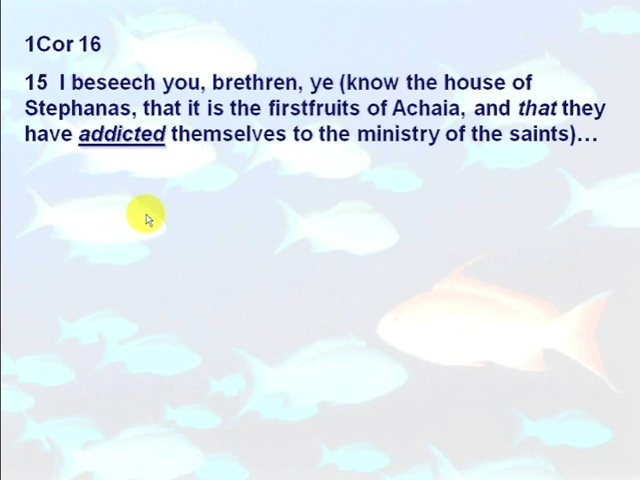 1Cor 16
15 I beseech you, brethren, ye (know the house of
Stephanas, that it is the firstfruits of Achaia, and that they
have addicted themselves to the ministry of the saints)…